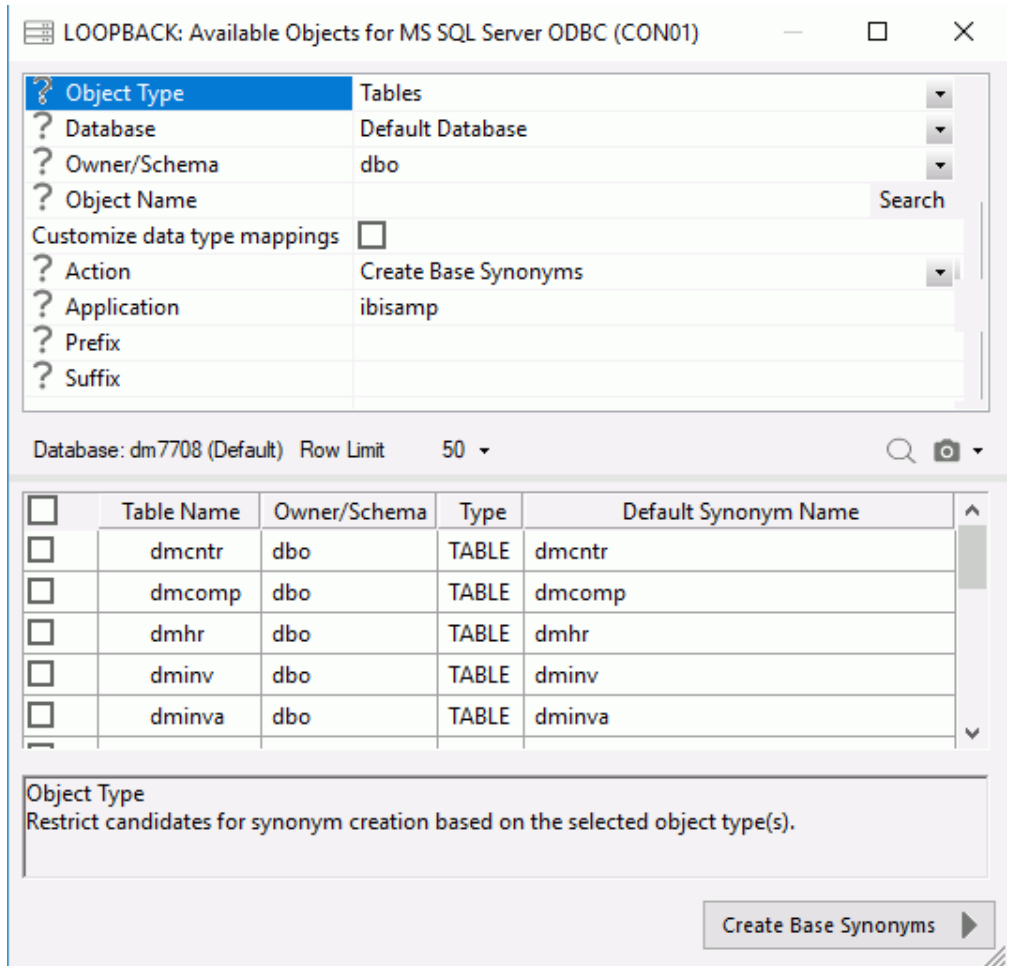 LOOPBACK: Available Objects for MS SQL Server ODBC (CON01)
? Object Type Tables
? Database Default Database
? Owner/Schema dbo
? Object Name Search
Customize data type mappings
? Action Create Base Synonyms
? Application ibisamp
? Prefix
? Suffix
Database: dm7708 (Default) Row Limit 50
Table Name Owner/Schema Type Default Synonym Name
dmcntr dbo TABLE dmcntr
dmcomp dbo TABLE dmcomp
dmhr dbo TABLE dmhr
dminv dbo TABLE dminv
dminva dbo TABLE dminva
Object Type
Restrict candidates for synonym creation based on the selected object type(s).
Create Base Synonyms